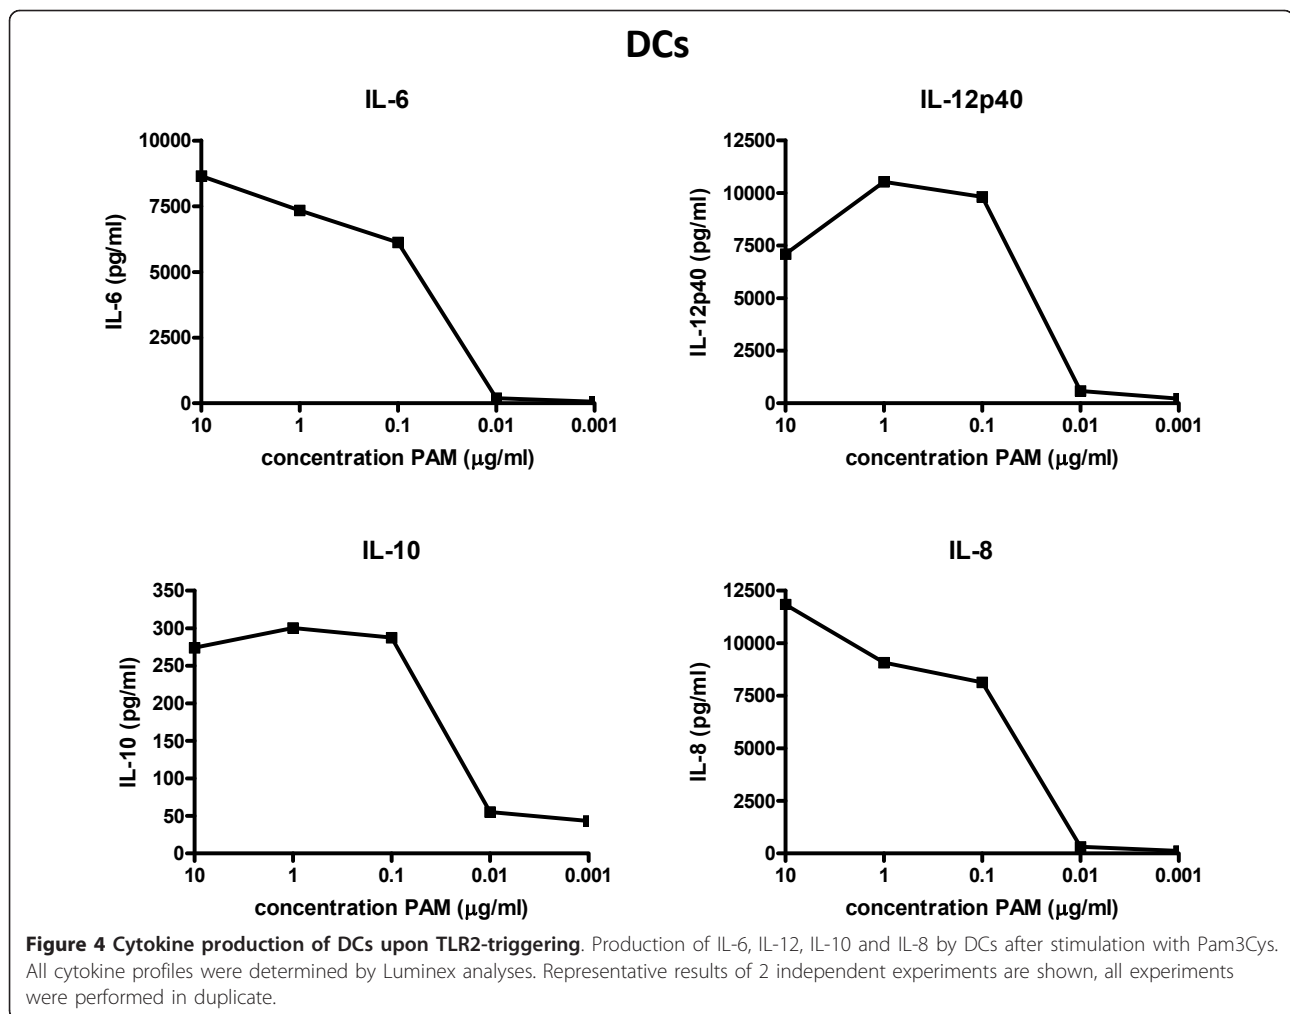 DCs
IL-6
10000
7500
5000
2500
0
IL-6 (pg/ml)
10 1 0.1 0.01 0.001
concentration PAM (µg/ml)
IL-12p40
12500
10000
7500
5000
2500
0
IL-12p40 (pg/ml)
10 1 0.1 0.01 0.001
concentration PAM (µg/ml)
IL-10
350
300
250
200
150
100
50
0
IL-10 (pg/ml)
10 1 0.1 0.01 0.001
concentration PAM (µg/ml)
IL-8
12500
10000
7500
5000
2500
0
IL-8 (pg/ml)
10 1 0.1 0.01 0.001
concentration PAM (µg/ml)
Figure 4 Cytokine production of DCs upon TLR2-triggering. Production of IL-6, IL-12, IL-10 and IL-8 by DCs after stimulation with Pam3Cys.
All cytokine profiles were determined by Luminex analyses. Representative results of 2 independent experiments are shown, all experiments
were performed in duplicate.